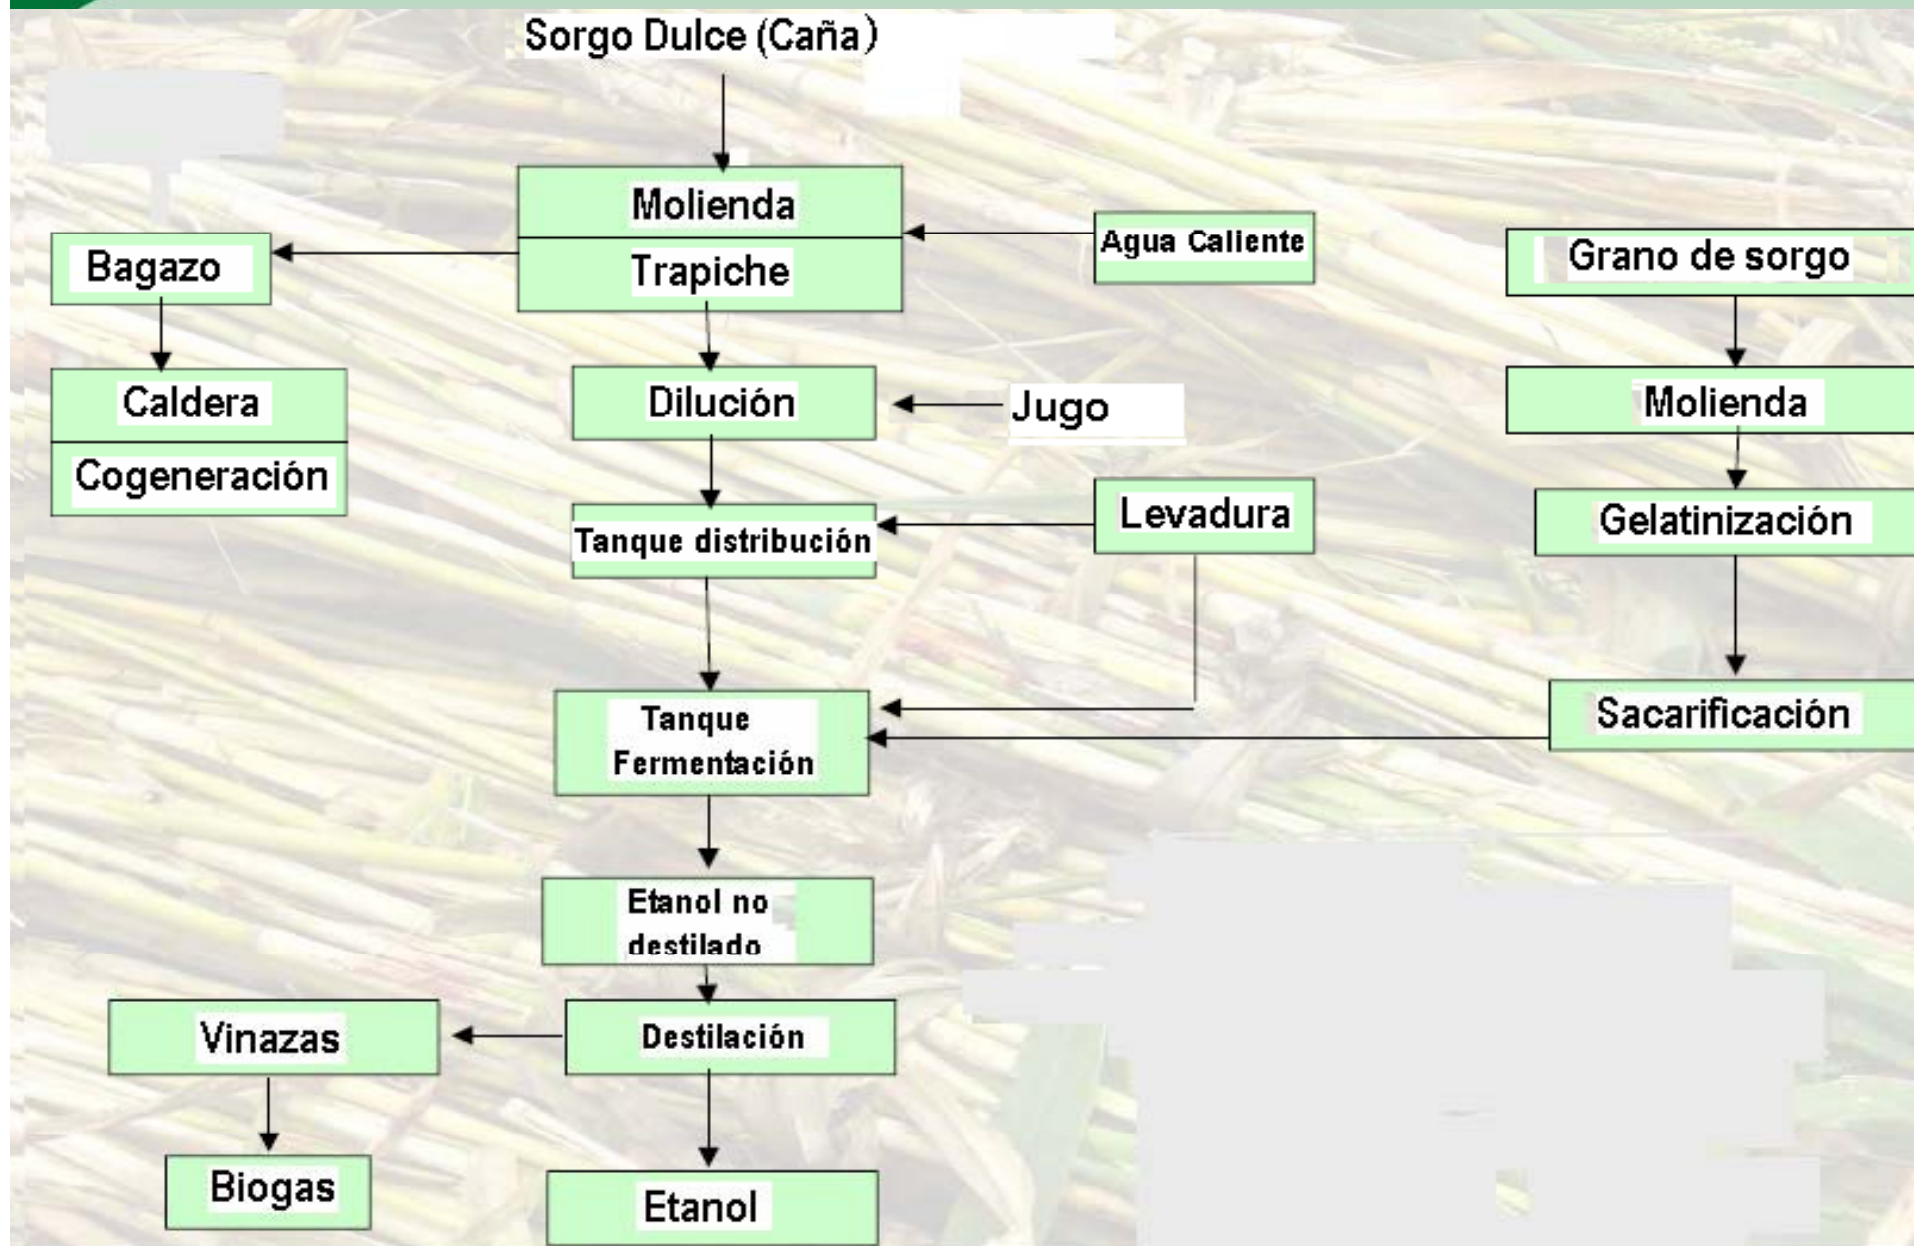 Sorgo Dulce (Caña)
Molienda
Trapiche
Agua Caliente
Bagazo
Grano de sorgo
Caldera
Cogeneración
Dilución
Jugo
Molienda
Tanque distribución
Levadura
Gelatinización
Tanque
Fermentación
Sacarificación
Etanol no
destilado
Vinazas
Destilación
Biogas
Etanol